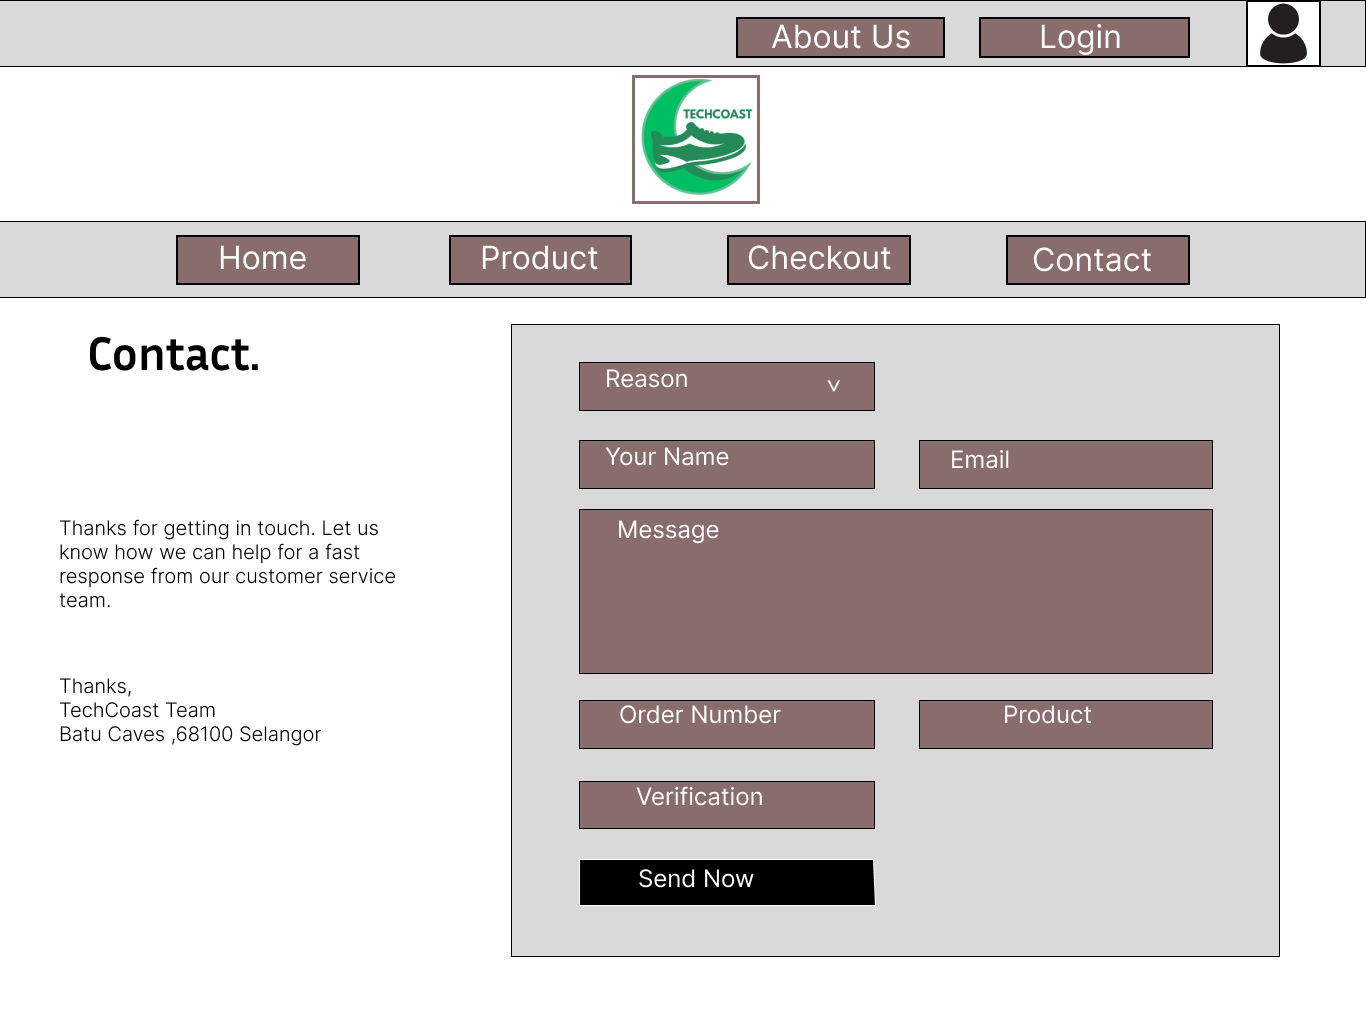 About Us
Login
TECHCOAST
Home
Product
Checkout
Contact
Contact.
Thanks for getting in touch. Let us
know how we can help for a fast
response from our customer service
team.
Thanks,
TechCoast Team
Batu Caves ,68100 Selangor
Reason v
Your Name
Email
Message
Order Number
Product
Verification
Send Now